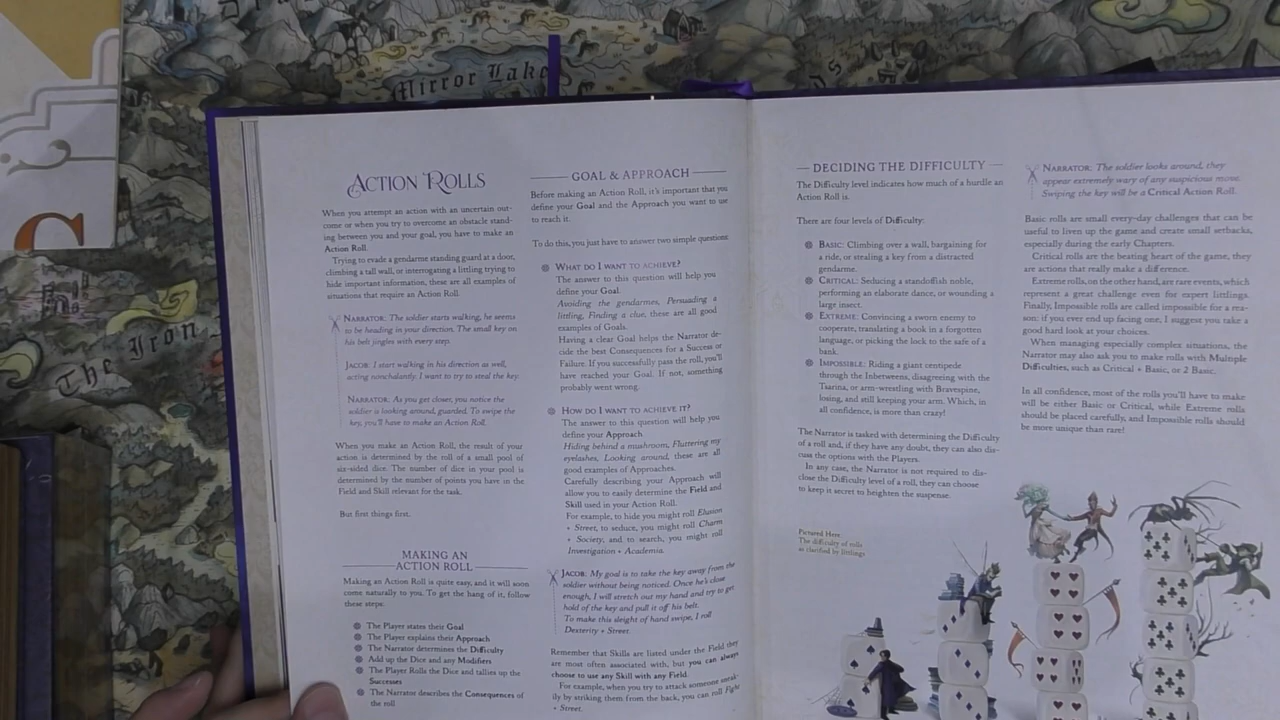 Mirror Lake
The Iron
ACTION ROLLS
When you attempt an action with an uncertain out-
come or when you try to overcome an obstacle stand-
ing between you and your goal, you have to make an
Action Roll.
Trying to evade a gendarme standing guard at a door,
climbing a tall wall, or interrogating a littling trying to
hide important information, these are all examples of
situations that require an Action Roll.
NARRATOR: The soldier starts walking, he seems
to be heading in your direction. The small key on
his belt jingles with every step.
JACOB: I start walking in his direction as well,
acting nonchalantly. I want to try to steal the key.
NARRATOR: As you get closer, you notice the
soldier is looking around, guarded. To swipe the
key, you'll have to make an Action Roll.
When you make an Action Roll, the result of your
action is determined by the roll of a small pool of
six-sided dice. The number of dice in your pool is
determined by the number of points you have in the
Field and Skill relevant for the task.
But first things first.
MAKING AN
ACTION ROLL
Making an Action Roll is quite easy, and it will soon
come naturally to you. To get the hang of it, follow
these steps:
The Player states their Goal
The Player explains their Approach
The Narrator determines the Difficulty
Add up the Dice and any Modifiers
The Player Rolls the Dice and tallies up the
Successes
The Narrator describes the Consequences of
the roll
GOAL & APPROACH
Before making an Action Roll, it's important that you
define your Goal and the Approach you want to use
to reach it.
To do this, you just have to answer two simple questions
WHAT DO I WANT TO ACHIEVE?
The answer to this question will help you
define your Goal.
Avoiding the gendarmes, Persuading a
littling, Finding a clue, these are all good
examples of Goals.
Having a clear Goal helps the Narrator de-
cide the best Consequences for a Success or
Failure. If you successfully pass the roll, you'll
have reached your Goal. If not, something
probably went wrong.
HOW DO I WANT TO ACHIEVE IT?
The answer to this question will help you
define your Approach.
Hiding behind a mushroom, Fluttering my
eyelashes, Looking around, these are all
good examples of Approaches.
Carefully describing your Approach will
allow you to easily determine the Field and
Skill used in your Action Roll.
For example, to hide you might roll Elusion
+ Street, to seduce, you might roll Charm
+ Society, and to search, you might roll
Investigation + Academia.
JACOB: My goal is to take the key away from the
soldier without being noticed. Once he's close
enough, I will stretch out my hand and try to get
hold of the key and pull it off his belt.
To make this sleight of hand swipe, I roll
Dexterity + Street.
Remember that Skills are listed under the Field they
are most often associated with, but you can always
choose to use any Skill with any Field.
For example, when you try to attack someone sneak-
ily by striking them from the back, you can roll Fight
+ Street.
DECIDING THE DIFFICULTY
The Difficulty level indicates how much of a hurdle an
Action Roll is.
There are four levels of Difficulty:
BASIC: Climbing over a wall, bargaining for
a ride, or stealing a key from a distracted
gendarme.
CRITICAL: Seducing a standoffish noble,
performing an elaborate dance, or wounding a
large insect.
EXTREME: Convincing a sworn enemy to
cooperate, translating a book in a forgotten
language, or picking the lock to the safe of a
bank.
IMPOSSIBLE: Riding a giant centipede
through the Inbetweens, disagreeing with the
Tsarina, or arm-wrestling with Bravespine,
losing, and still keeping your arm. Which, in
all confidence, is more than crazy!
The Narrator is tasked with determining the Difficulty
of a roll and, if they have any doubt, they can also dis-
cuss the options with the Players.
In any case, the Narrator is not required to dis-
close the Difficulty level of a roll, they can choose
to keep it secret to heighten the suspense.
Pictured Here,
The difficulty of rolls
as clarified by littlings
NARRATOR: The soldier looks around, they
appear extremely wary of any suspicious move.
Swiping the key will be a Critical Action Roll.
Basic rolls are small every-day challenges that can be
useful to liven up the game and create small setbacks,
especially during the early Chapters.
Critical rolls are the beating heart of the game, they
are actions that really make a difference.
Extreme rolls, on the other hand, are rare events, which
represent a great challenge even for expert littlings.
Finally, Impossible rolls are called impossible for a rea-
son: if you ever end up facing one, I suggest you take a
good hard look at your choices.
When managing especially complex situations, the
Narrator may also ask you to make rolls with Multiple
Difficulties, such as Critical + Basic, or 2 Basic.
In all confidence, most of the rolls you'll have to make
will be either Basic or Critical, while Extreme rolls
should be placed carefully, and Impossible rolls should
be more unique than rare!